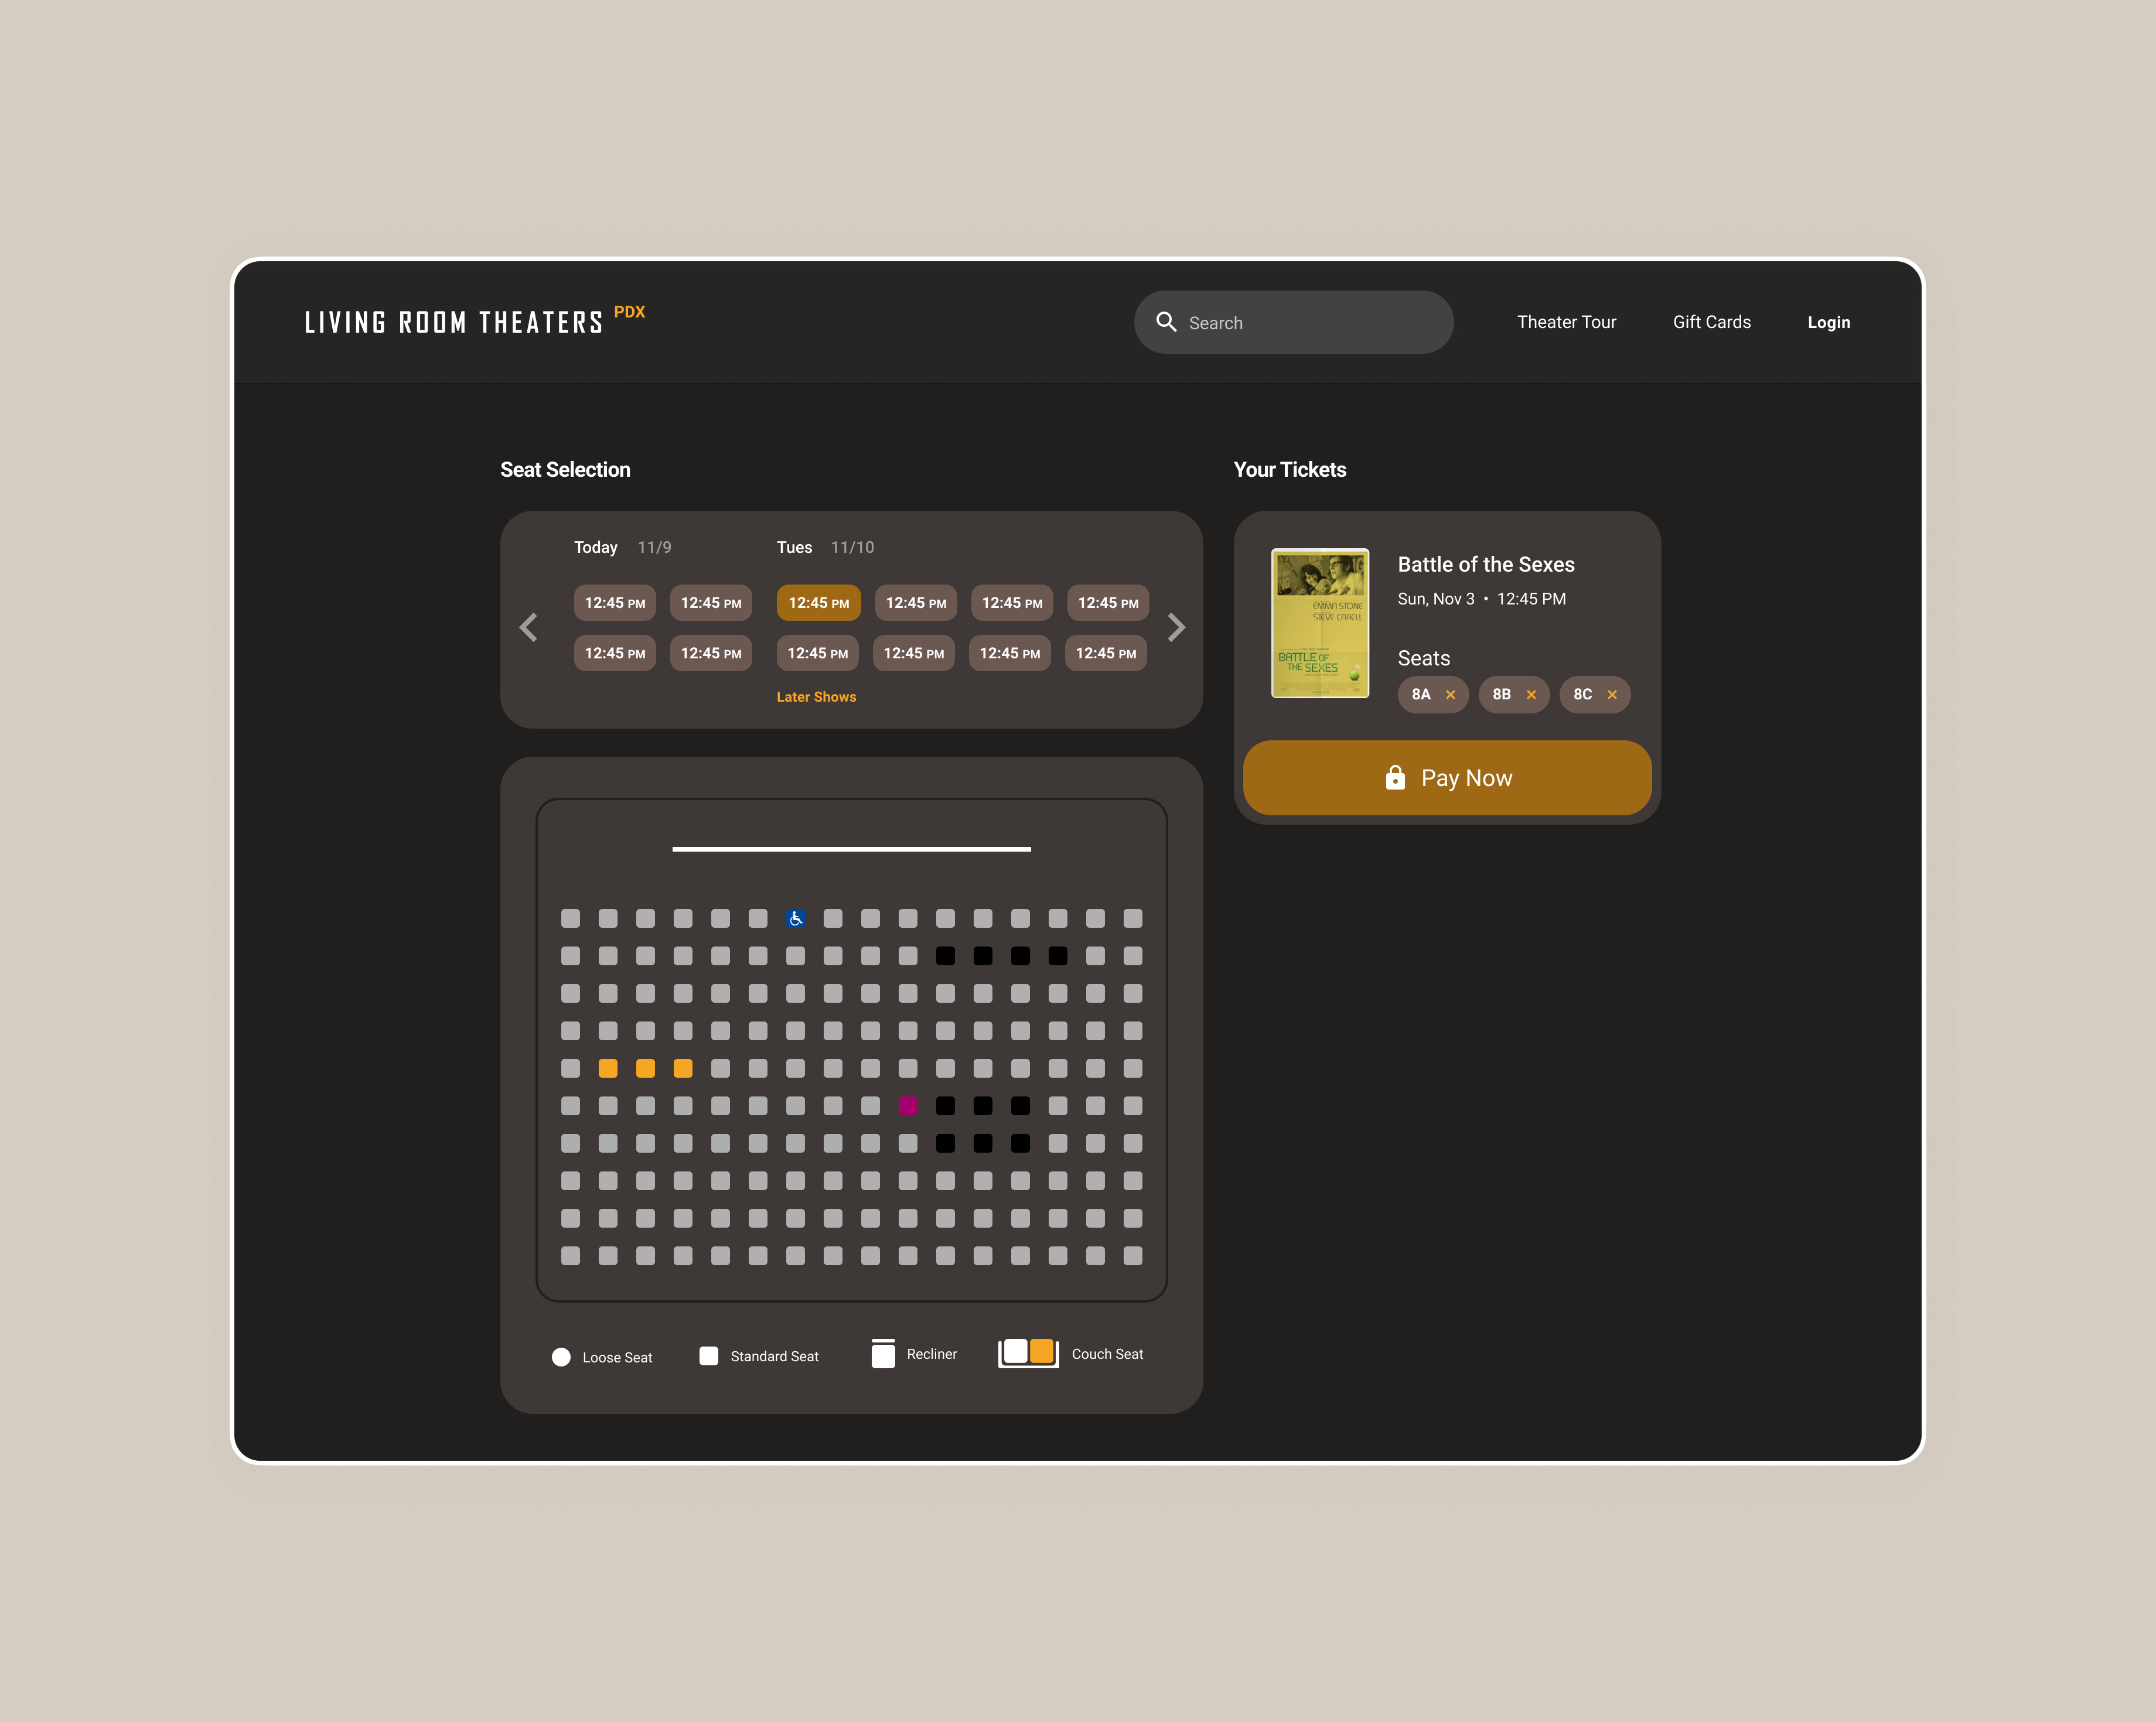 LIVING ROOM THEATERS PDX
Search
Theater Tour
Gift Cards
Login
Seat Selection
Today 11/9
Tues 11/10
12:45 PM 12:45 PM 12:45 PM 12:45 PM 12:45 PM 12:45 PM
12:45 PM 12:45 PM 12:45 PM 12:45 PM 12:45 PM 12:45 PM
Later Shows
Loose Seat
Standard Seat
Recliner
Couch Seat
Your Tickets
EMMA STONE
STEVE CARELL
BATTLE OF
THE SEXES
Battle of the Sexes
Sun, Nov 3 • 12:45 PM
Seats
8A × 8B × 8C ×
Pay Now